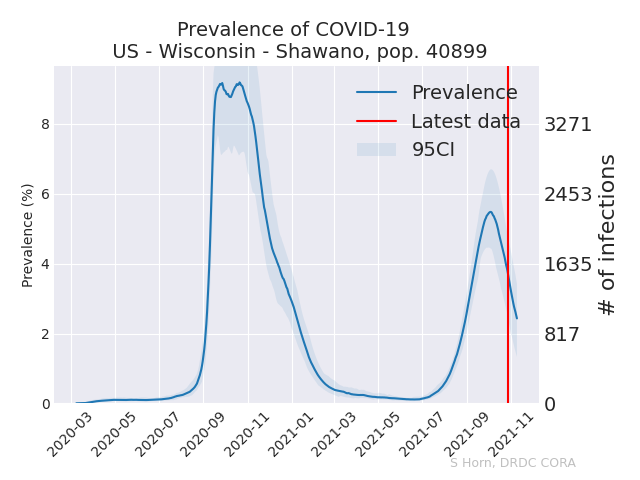 Prevalence of COVID-19
US - Wisconsin - Shawano, pop. 40899
Prevalence
Latest data
95CI
Prevalence (%)
8
6
4
2
0
3271
2453
1635
817
0
# of infections
2020-03
2020-05
2020-07
2020-09
2020-11
2021-01
2021-03
2021-05
2021-07
2021-09
2021-11
S Horn, DRDC CORA